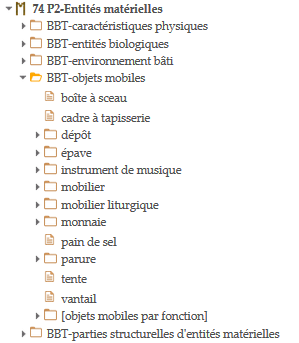 74 P2-Entités matérielles
BBT-caractéristiques physiques
BBT-entités biologiques
BBT-environnement bâti
BBT-objets mobiles
boîte à sceau
cadre à tapisserie
dépôt
épave
instrument de musique
mobilier
mobilier liturgique
monnaie
pain de sel
parure
tente
vantail
[objets mobiles par fonction]
BBT-parties structurelles d'entités matérielles